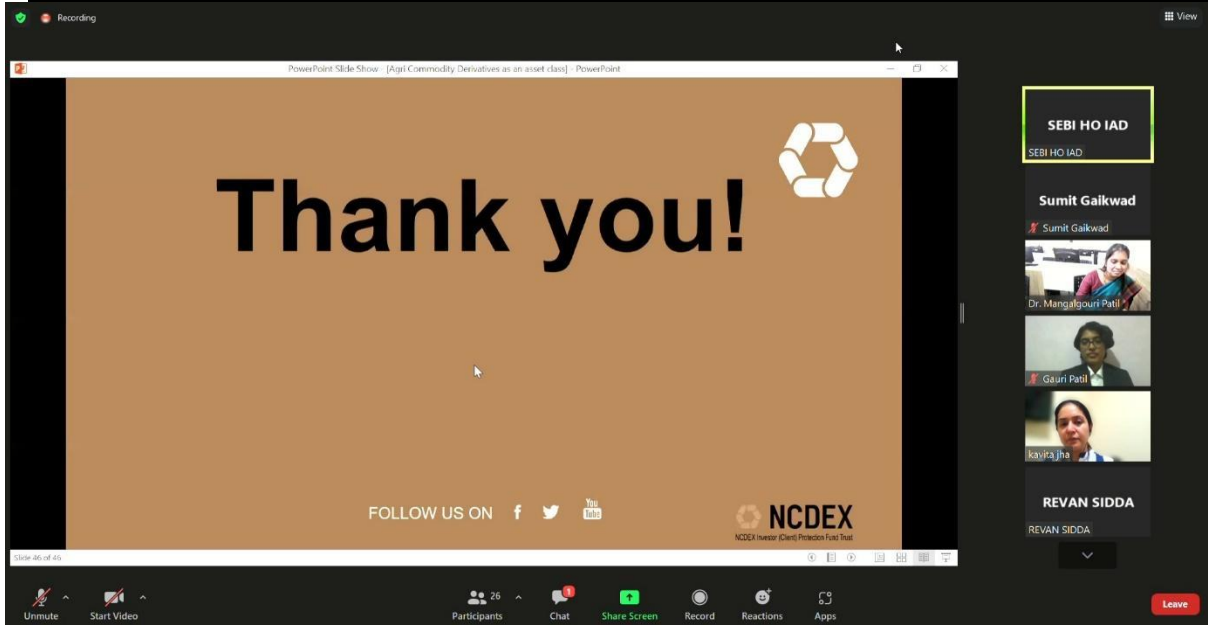 Recording
View
PowerPoint Slide Show - [Agri Commodity Derivatives as an asset class] - PowerPoint
Thank you!
FOLLOW US ON
You
Tube
NCDEX
NCDEX Investor (Client) Protection Fund Trust
Slide 46 of 46
SEBI HO IAD
SEBI HO IAD
Sumit Gaikwad
Sumit Gaikwad
Dr. Mangalgouri Patil
Gauri Patil
kavita jha
REVAN SIDDA
REVAN SIDDA
Unmute
Start Video
26
Participants
1
Chat
Share Screen
Record
Reactions
Apps
Leave